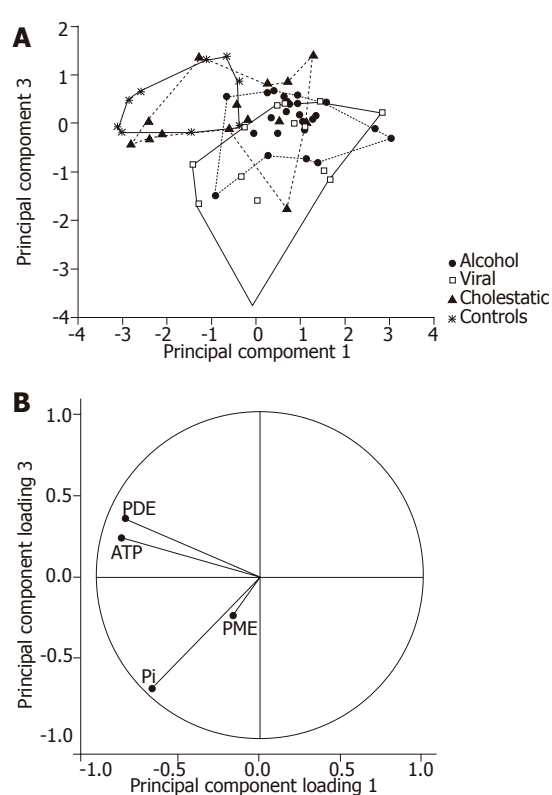 A
Principal compoment 3
2
1
0
-1
-2
-3
-4
-4 -3 -2 -1 0 1 2 3 4
Principal compoment 1
Alcohol
Viral
Cholestatic
Controls
B
Principal component loading 3
1.0
0.5
0.0
-0.5
-1.0
PDE
ATP
PME
Pi
-1.0 -0.5 0.0 0.5 1.0
Principal component loading 1